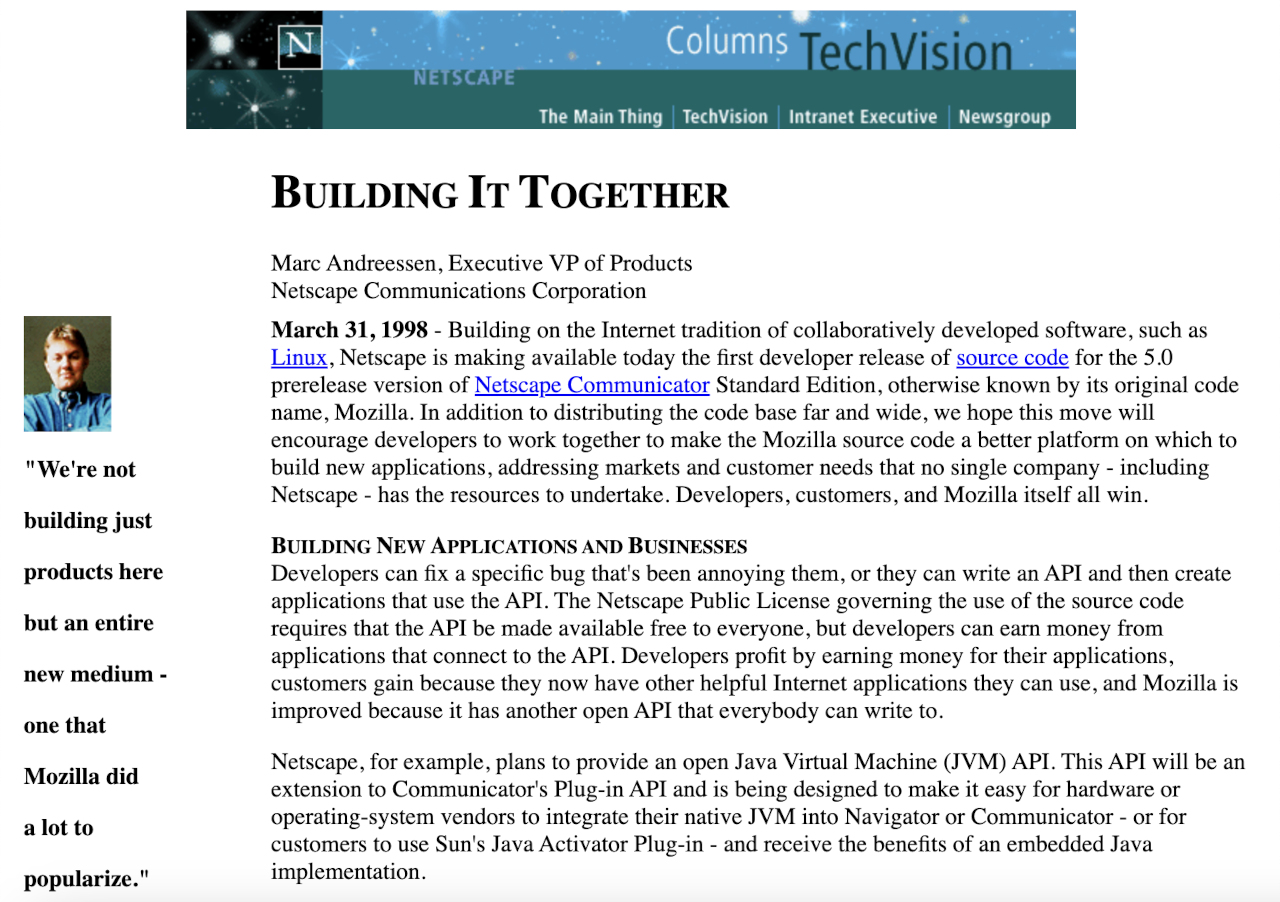 N
Columns TechVision
NETSCAPE
The Main Thing | TechVision | Intranet Executive | Newsgroup
BUILDING IT TOGETHER
Marc Andreessen, Executive VP of Products
Netscape Communications Corporation
March 31, 1998 - Building on the Internet tradition of collaboratively developed software, such as
Linux, Netscape is making available today the first developer release of source code for the 5.0
prerelease version of Netscape Communicator Standard Edition, otherwise known by its original code
name, Mozilla. In addition to distributing the code base far and wide, we hope this move will
encourage developers to work together to make the Mozilla source code a better platform on which to
build new applications, addressing markets and customer needs that no single company - including
Netscape - has the resources to undertake. Developers, customers, and Mozilla itself all win.
BUILDING NEW APPLICATIONS AND BUSINESSES
Developers can fix a specific bug that's been annoying them, or they can write an API and then create
applications that use the API. The Netscape Public License governing the use of the source code
requires that the API be made available free to everyone, but developers can earn money from
applications that connect to the API. Developers profit by earning money for their applications,
customers gain because they now have other helpful Internet applications they can use, and Mozilla is
improved because it has another open API that everybody can write to.
Netscape, for example, plans to provide an open Java Virtual Machine (JVM) API. This API will be an
extension to Communicator's Plug-in API and is being designed to make it easy for hardware or
operating-system vendors to integrate their native JVM into Navigator or Communicator - or for
customers to use Sun's Java Activator Plug-in - and receive the benefits of an embedded Java
implementation.
"We're not
building just
products here
but an entire
new medium -
one that
Mozilla did
a lot to
popularize."